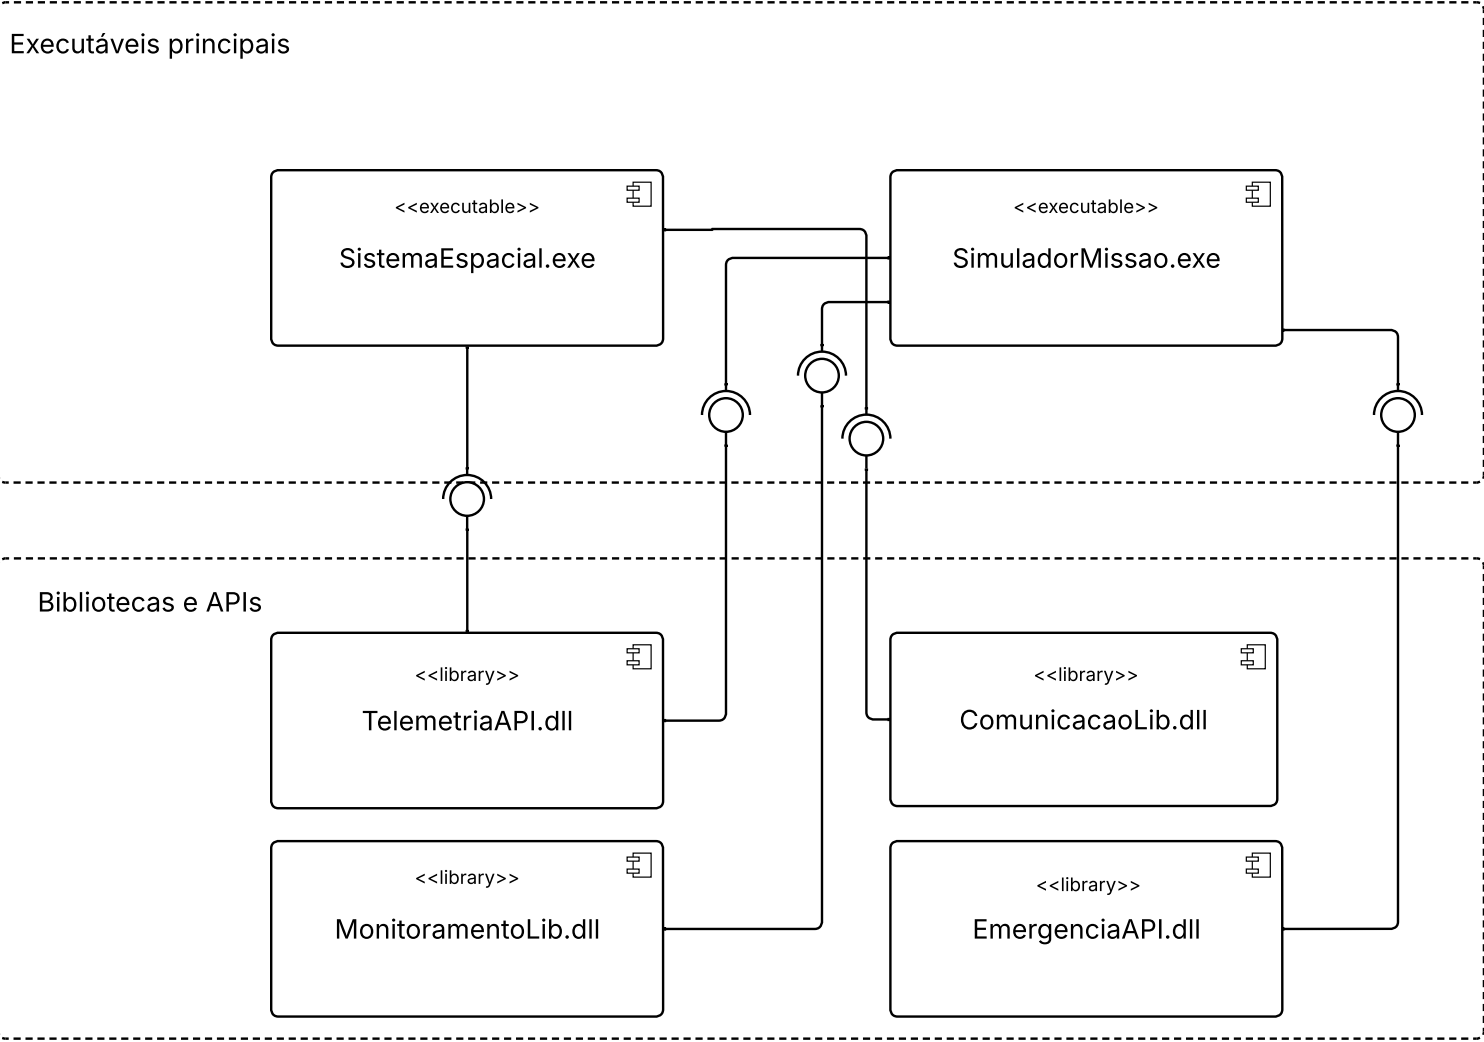 Executáveis principais
<<executable>>
SistemaEspacial.exe
<<executable>>
SimuladorMissao.exe
Bibliotecas e APIs
<<library>>
TelemetriaAPI.dll
<<library>>
ComunicacaoLib.dll
<<library>>
MonitoramentoLib.dll
<<library>>
EmergenciaAPI.dll